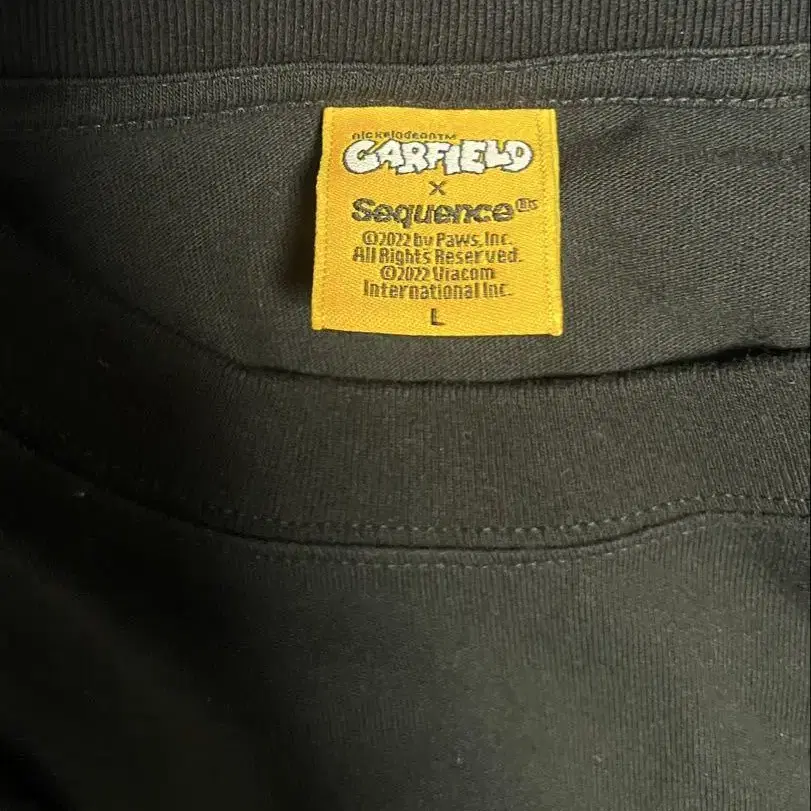 nickelodeon™
GARFIELD
×
Sequence
©2022 by Paws, Inc.
All Rights Reserved.
©2022 Viacom
International Inc.
L